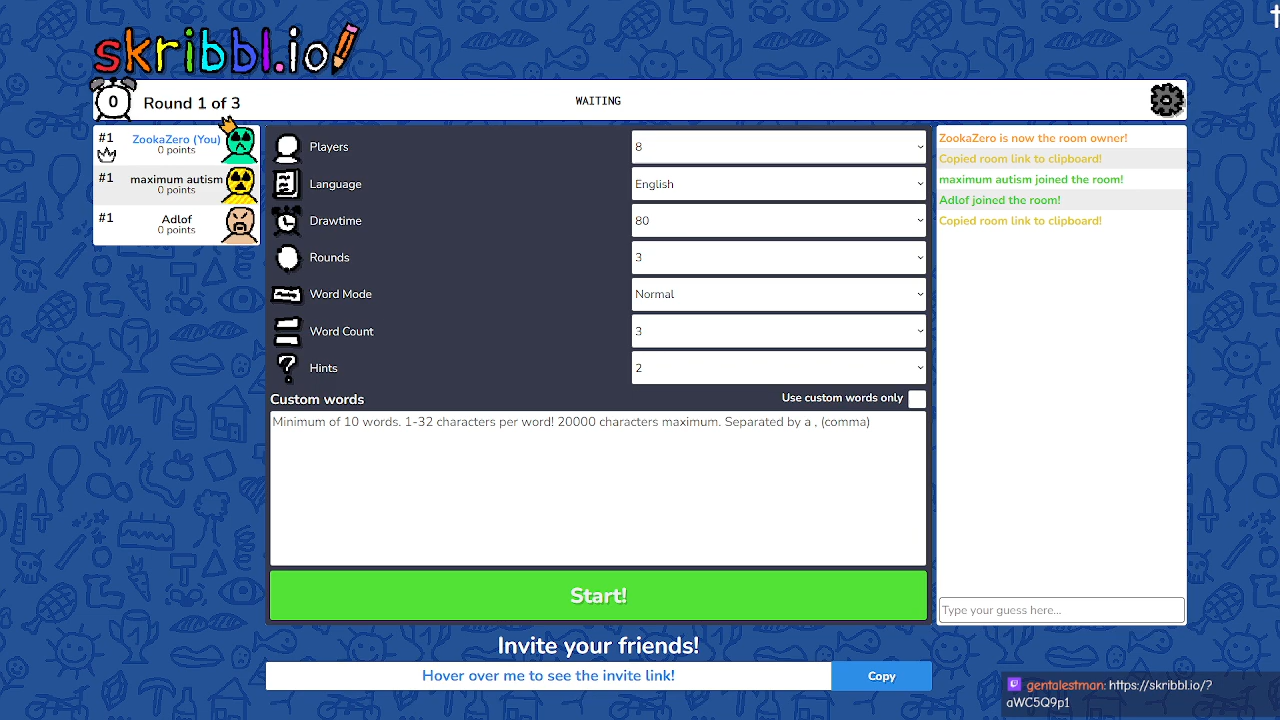 skribbl.io
0
Round 1 of 3
WAITING
#1
ZookaZero (You)
0 points
#1
maximum autism
0 points
#1
Adlof
0 points
Players
8
Language
English
Drawtime
80
Rounds
3
Word Mode
Normal
Word Count
3
Hints
2
Custom words
Use custom words only
Minimum of 10 words. 1-32 characters per word! 20000 characters maximum. Separated by a , (comma)
Start!
Invite your friends!
Hover over me to see the invite link!
Copy
ZookaZero is now the room owner!
Copied room link to clipboard!
maximum autism joined the room!
Adlof joined the room!
Copied room link to clipboard!
Type your guess here...
gentalestman: https://skribbl.io/?
aWC5Q9p1